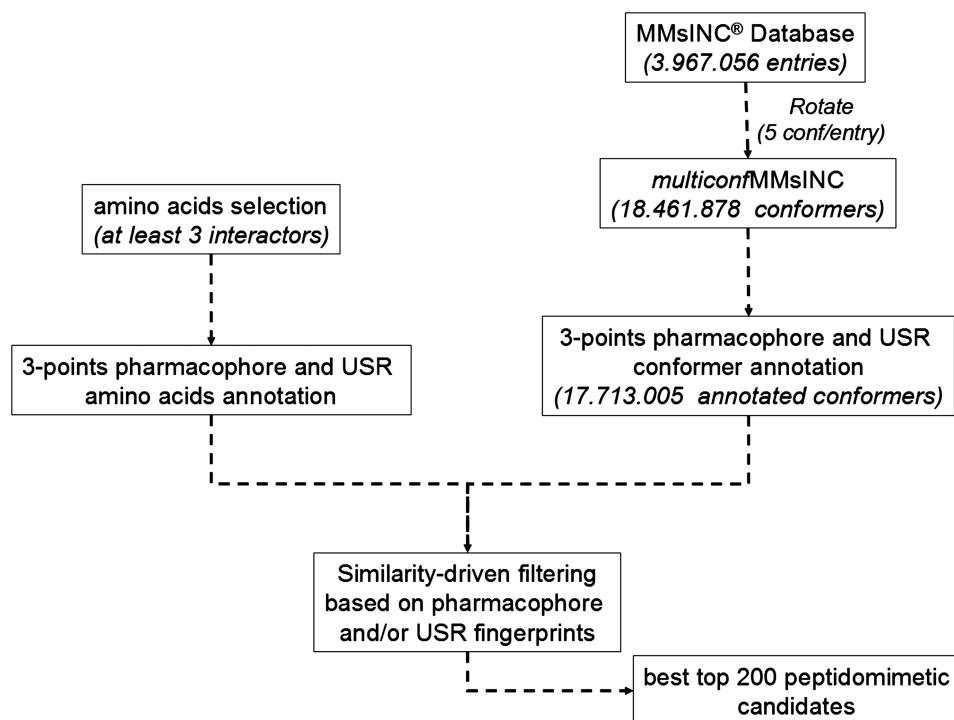 MMsINC® Database
(3.967.056 entries)
Rotate
(5 conf/entry)
multiconfMMsINC
(18.461.878 conformers)
amino acids selection
(at least 3 interactors)
3-points pharmacophore and USR
amino acids annotation
3-points pharmacophore and USR
conformer annotation
(17.713.005 annotated conformers)
Similarity-driven filtering
based on pharmacophore
and/or USR fingerprints
best top 200 peptidomimetic
candidates